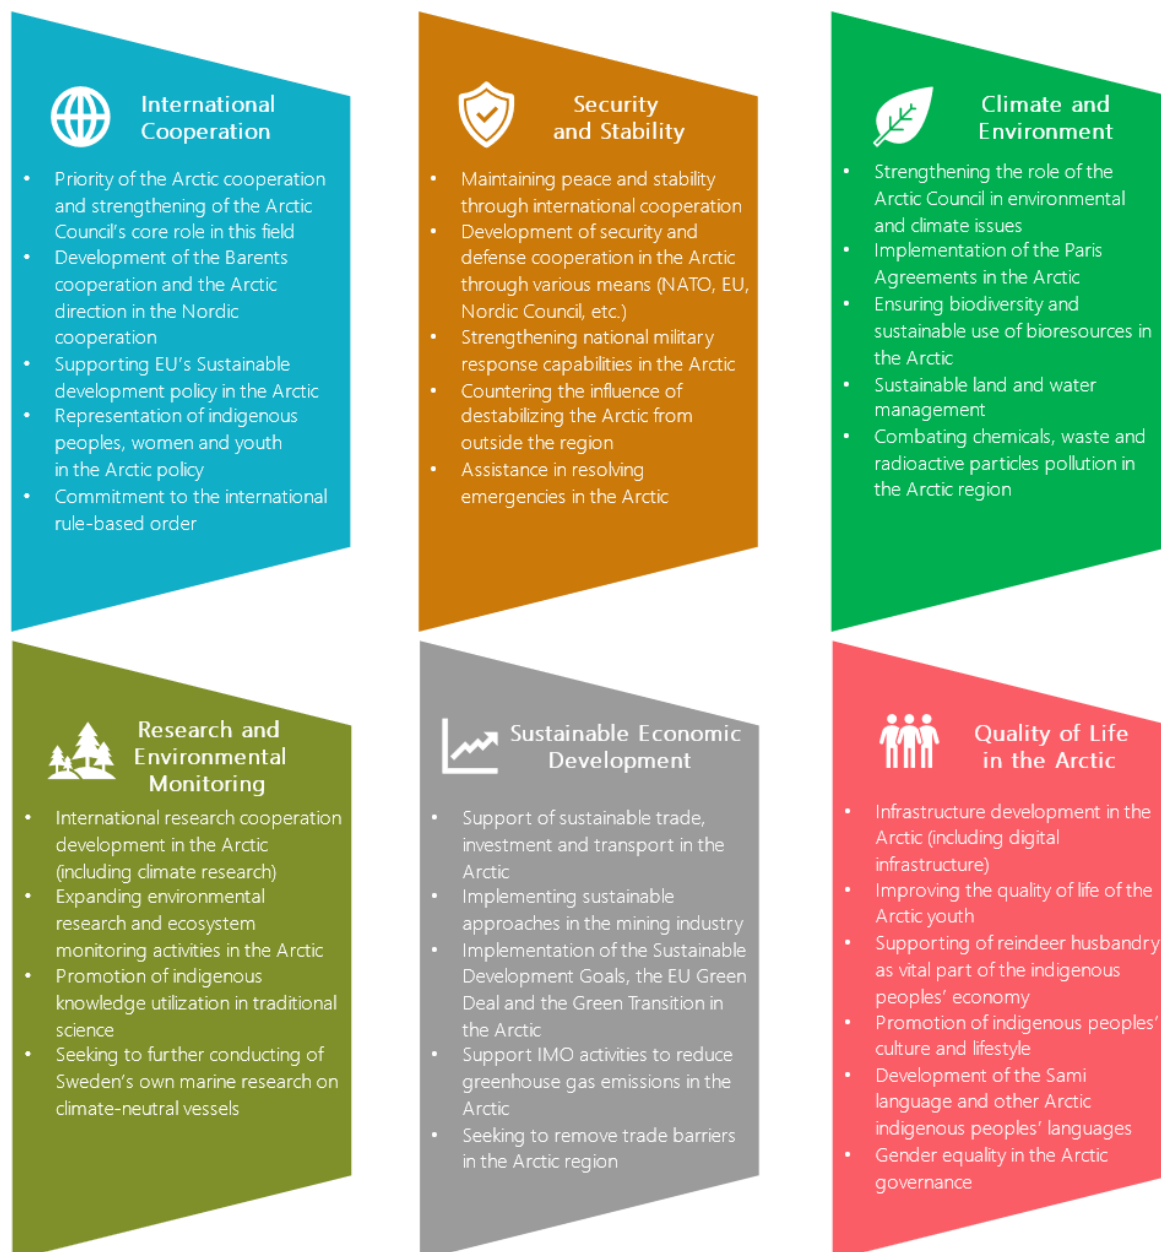 International
Cooperation
• Priority of the Arctic cooperation
and strengthening of the Arctic
Council's core role in this field
• Development of the Barents
cooperation and the Arctic
direction in the Nordic
cooperation
• Supporting EU's Sustainable
development policy in the Arctic
• Representation of indigenous
peoples, women and youth
in the Arctic policy
• Commitment to the international
rule-based order
Security
and Stability
• Maintaining peace and stability
through international cooperation
• Development of security and
defense cooperation in the Arctic
through various means (NATO, EU,
Nordic Council, etc.)
• Strengthening national military
response capabilities in the Arctic
• Countering the influence of
destabilizing the Arctic from
outside the region
• Assistance in resolving
emergencies in the Arctic
Climate and
Environment
• Strengthening the role of the
Arctic Council in environmental
and climate issues
• Implementation of the Paris
Agreements in the Arctic
• Ensuring biodiversity and
sustainable use of bioresources in
the Arctic
• Sustainable land and water
management
• Combating chemicals, waste and
radioactive particles pollution in
the Arctic region
Research and
Environmental
Monitoring
• International research cooperation
development in the Arctic
(including climate research)
• Expanding environmental
research and ecosystem
monitoring activities in the Arctic
• Promotion of indigenous
knowledge utilization in traditional
science
• Seeking to further conducting of
Sweden's own marine research on
climate-neutral vessels
Sustainable Economic
Development
• Support of sustainable trade,
investment and transport in the
Arctic
• Implementing sustainable
approaches in the mining industry
• Implementation of the Sustainable
Development Goals, the EU Green
Deal and the Green Transition in
the Arctic
• Support IMO activities to reduce
greenhouse gas emissions in the
Arctic
• Seeking to remove trade barriers
in the Arctic region
Quality of Life
in the Arctic
• Infrastructure development in the
Arctic (including digital
infrastructure)
• Improving the quality of life of the
Arctic youth
• Supporting of reindeer husbandry
as vital part of the indigenous
peoples' economy
• Promotion of indigenous peoples'
culture and lifestyle
• Development of the Sami
language and other Arctic
indigenous peoples' languages
• Gender equality in the Arctic
governance